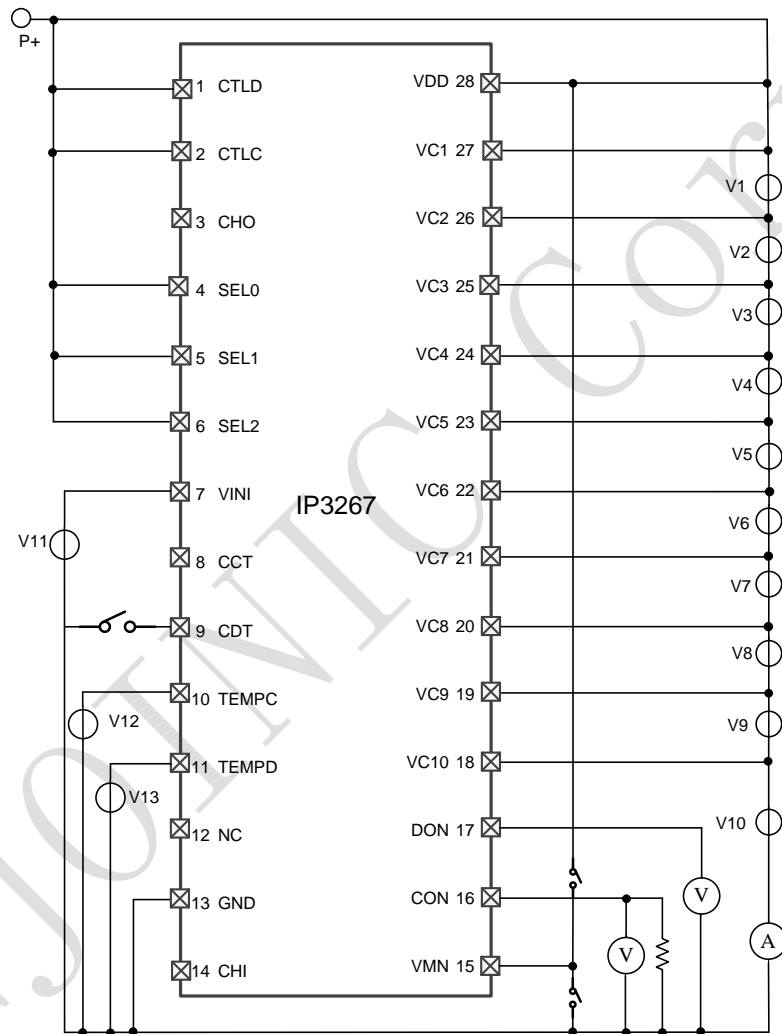 P+
1 CTLD
VDD 28
2 CTLC
VC1 27
V1
3 CHO
VC2 26
V2
4 SEL0
VC3 25
V3
5 SEL1
VC4 24
V4
6 SEL2
VC5 23
V5
7 VINI
IP3267
VC6 22
V6
V11
8 CCT
VC7 21
V7
9 CDT
VC8 20
V8
10 TEMPC
VC9 19
V12
V9
11 TEMPD
VC10 18
V13
V10
12 NC
DON 17
V
13 GND
CON 16
V
A
14 CHI
VMN 15
JOINIC Cor